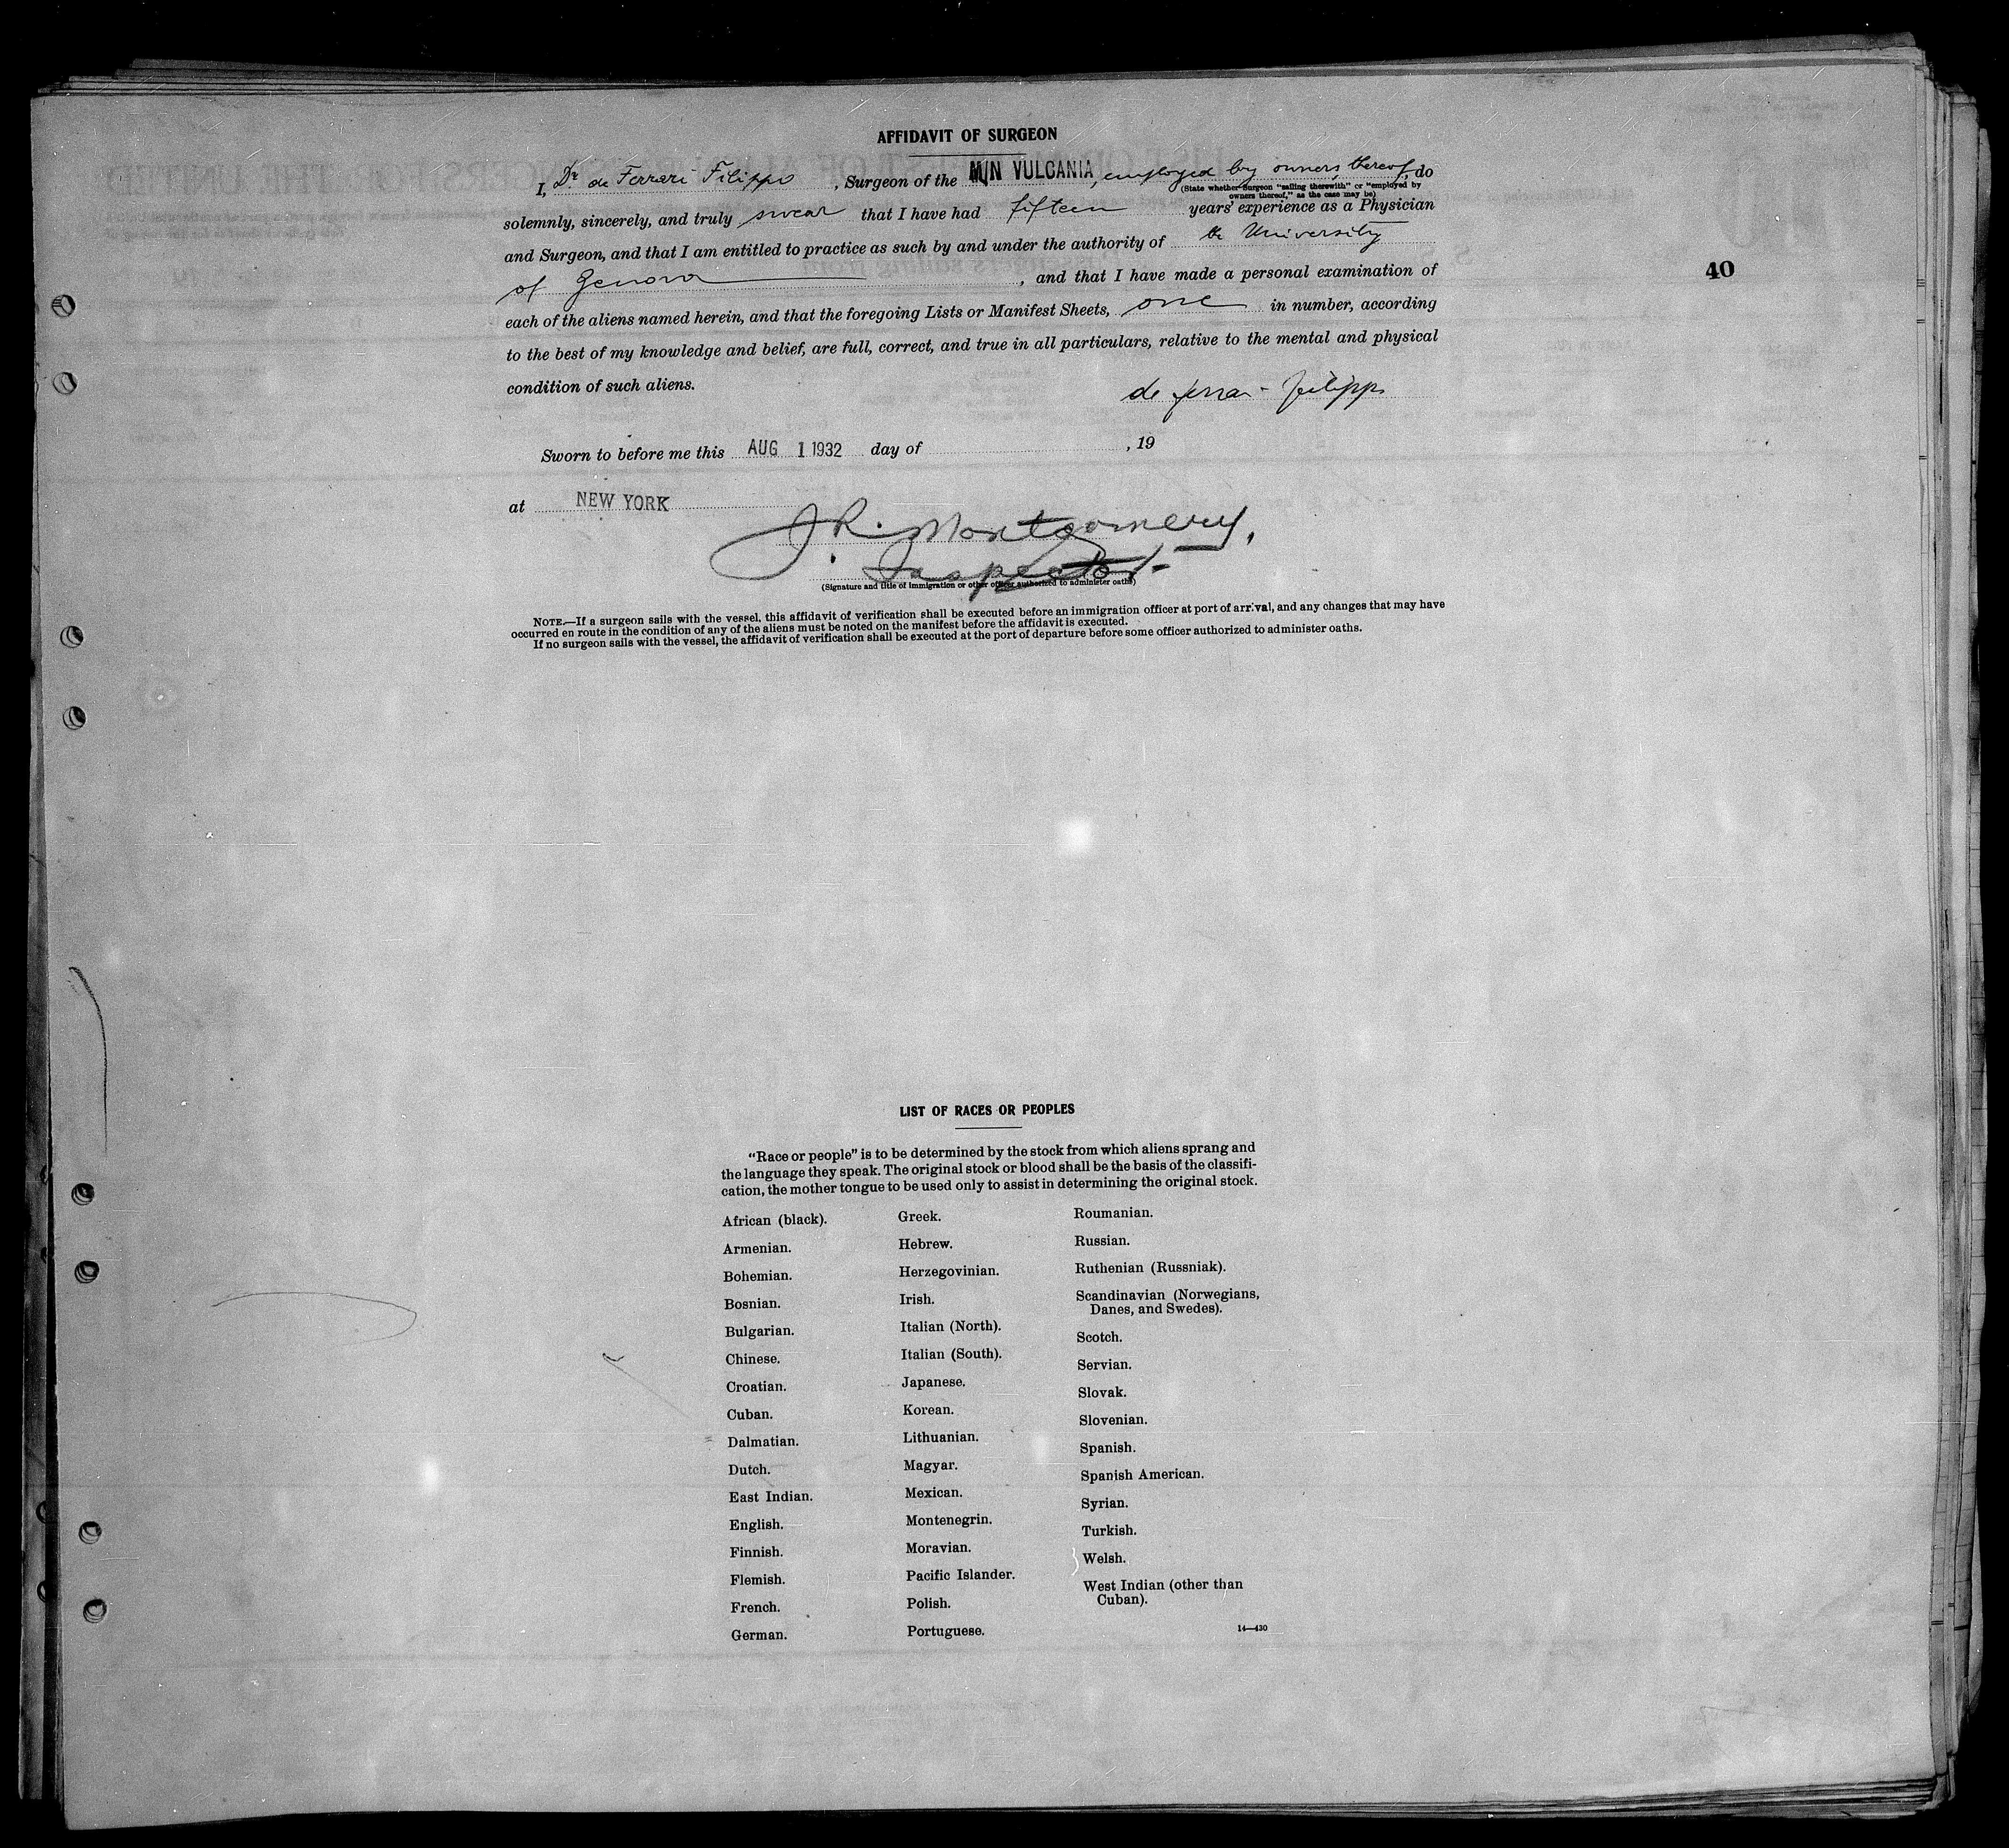 AFFIDAVIT OF SURGEON
I, Dr. de Ferrari Filippo, Surgeon of the M/N VULCANIA, employed by owners thereof, do
(State whether Surgeon "sailing therewith" or "employed by
owners thereof," as the case may be)
solemnly, sincerely, and truly swear that I have had fifteen years' experience as a Physician
and Surgeon, and that I am entitled to practice as such by and under the authority of the University
of Genova, and that I have made a personal examination of
40
each of the aliens named herein, and that the foregoing Lists or Manifest Sheets, one in number, according
to the best of my knowledge and belief, are full, correct, and true in all particulars, relative to the mental and physical
condition of such aliens.
de Ferrari Filippo
Sworn to before me this AUG 1 1932 day of , 19
at NEW YORK
J. R. Montgomery,
Inspector.
(Signature and title of immigration or other officer authorized to administer oaths)
NOTE.—If a surgeon sails with the vessel, this affidavit of verification shall be executed before an immigration officer at port of arrival, and any changes that may have
occurred en route in the condition of any of the aliens must be noted on the manifest before the affidavit is executed.
If no surgeon sails with the vessel, the affidavit of verification shall be executed at the port of departure before some officer authorized to administer oaths.
LIST OF RACES OR PEOPLES
"Race or people" is to be determined by the stock from which aliens sprang and
the language they speak. The original stock or blood shall be the basis of the classifi-
cation, the mother tongue to be used only to assist in determining the original stock.
African (black).
Armenian.
Bohemian.
Bosnian.
Bulgarian.
Chinese.
Croatian.
Cuban.
Dalmatian.
Dutch.
East Indian.
English.
Finnish.
Flemish.
French.
German.
Greek.
Hebrew.
Herzegovinian.
Irish.
Italian (North).
Italian (South).
Japanese.
Korean.
Lithuanian.
Magyar.
Mexican.
Montenegrin.
Moravian.
Pacific Islander.
Polish.
Portuguese.
Roumanian.
Russian.
Ruthenian (Russniak).
Scandinavian (Norwegians,
Danes, and Swedes).
Scotch.
Servian.
Slovak.
Slovenian.
Spanish.
Spanish American.
Syrian.
Turkish.
Welsh.
West Indian (other than
Cuban).
14—430